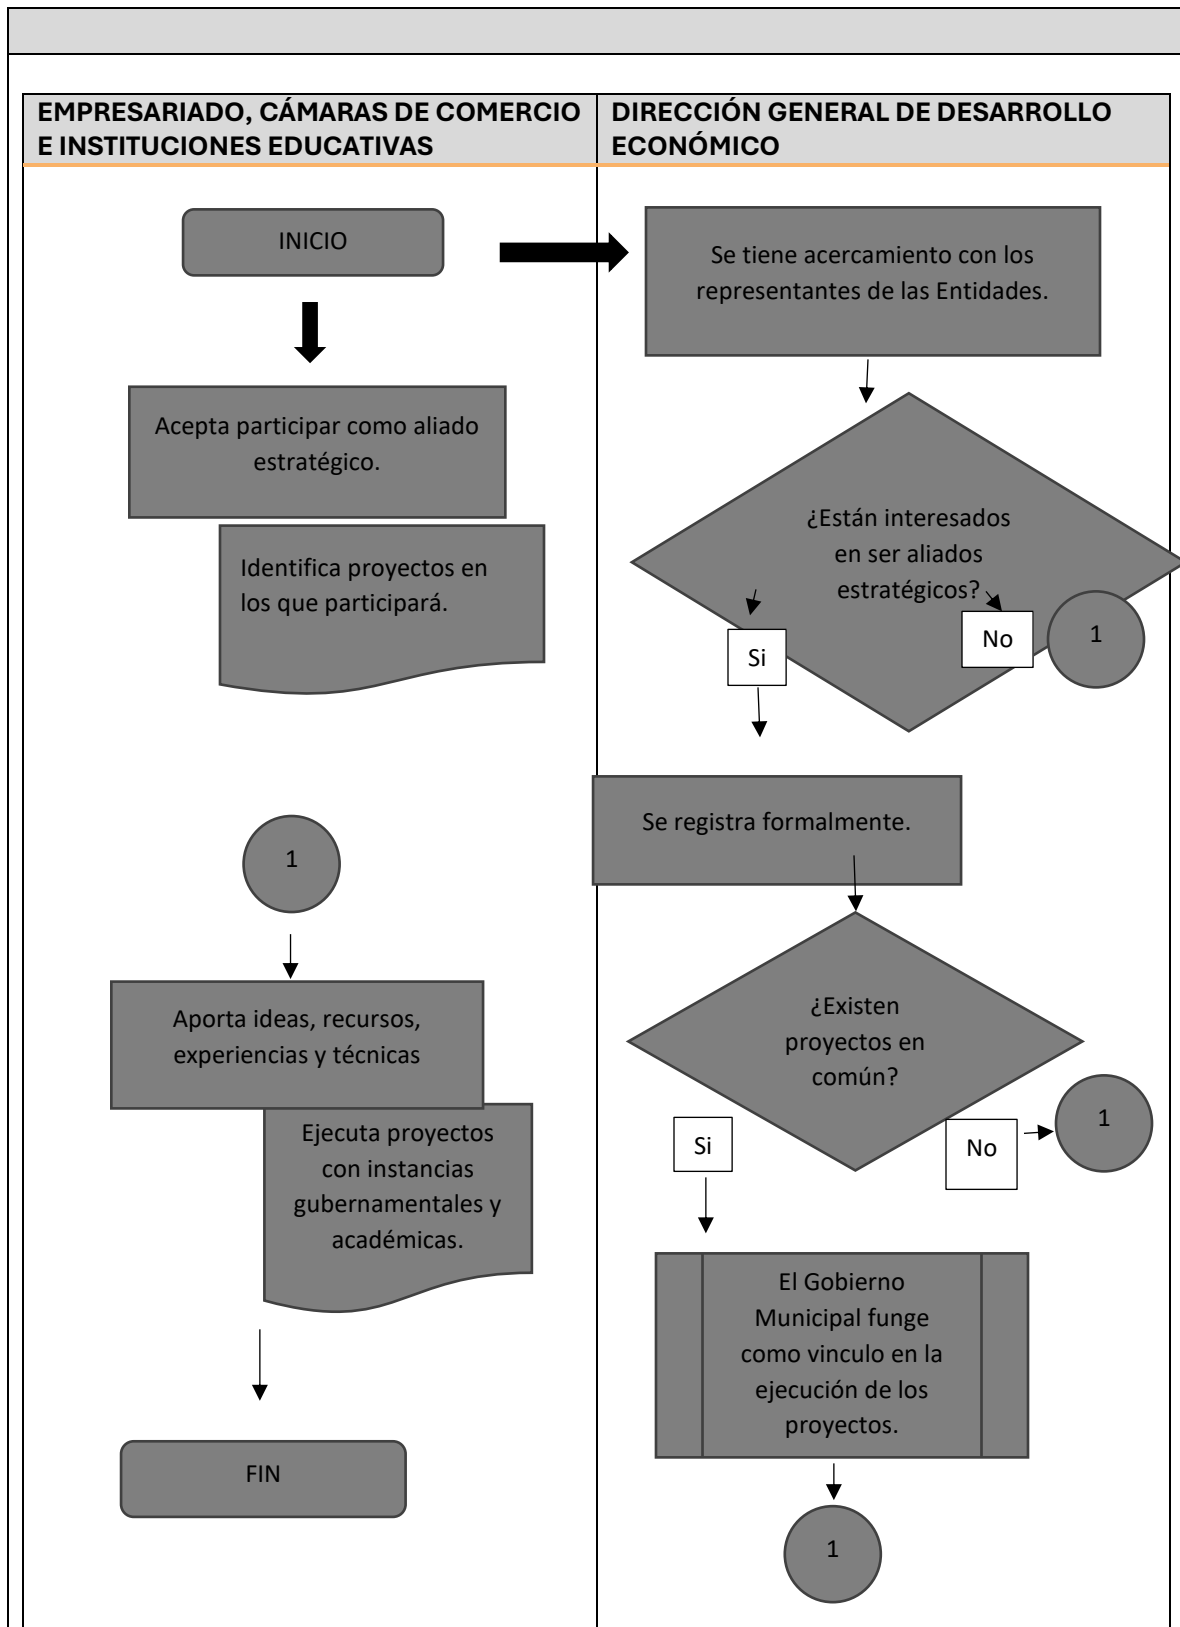 EMPRESARIADO, CÁMARAS DE COMERCIO
E INSTITUCIONES EDUCATIVAS
DIRECCIÓN GENERAL DE DESARROLLO
ECONÓMICO
INICIO
Acepta participar como aliado
estratégico.
Identifica proyectos en
los que participará.
1
Aporta ideas, recursos,
experiencias y técnicas
Ejecuta proyectos
con instancias
gubernamentales y
académicas.
FIN
Se tiene acercamiento con los
representantes de las Entidades.
¿Están interesados
en ser aliados
estratégicos?
Si
No
1
Se registra formalmente.
¿Existen
proyectos en
común?
Si
No
1
El Gobierno
Municipal funge
como vinculo en la
ejecución de los
proyectos.
1